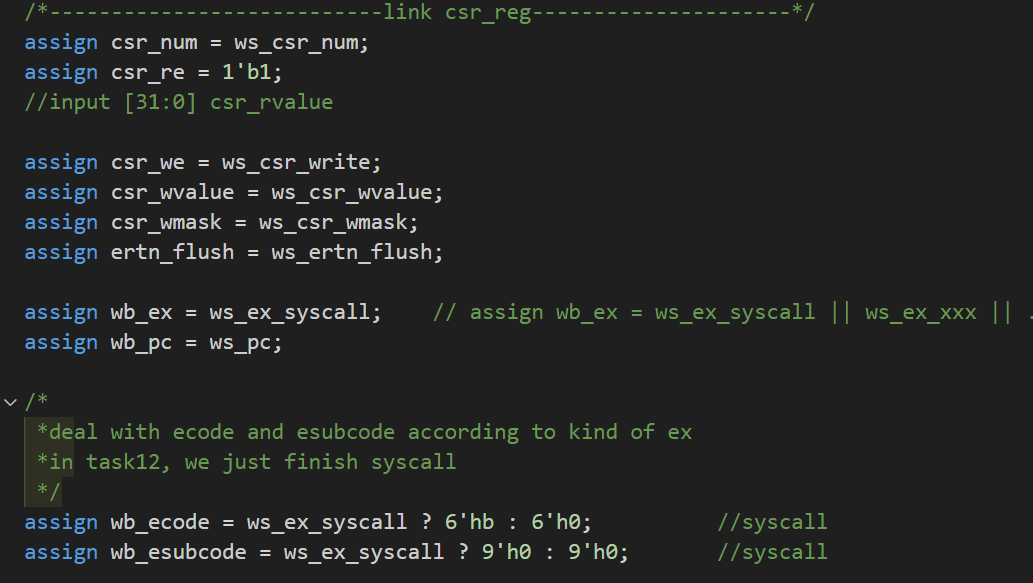 /*---------------------------link csr_reg---------------------*/
assign csr_num = ws_csr_num;
assign csr_re = 1'b1;
//input [31:0] csr_rvalue
assign csr_we = ws_csr_write;
assign csr_wvalue = ws_csr_wvalue;
assign csr_wmask = ws_csr_wmask;
assign ertn_flush = ws_ertn_flush;
assign wb_ex = ws_ex_syscall;    // assign wb_ex = ws_ex_syscall || ws_ex_xxx || .
assign wb_pc = ws_pc;
/*
 *deal with ecode and esubcode according to kind of ex
 *in task12, we just finish syscall
 */
assign wb_ecode = ws_ex_syscall ? 6'hb : 6'h0;          //syscall
assign wb_esubcode = ws_ex_syscall ? 9'h0 : 9'h0;       //syscall